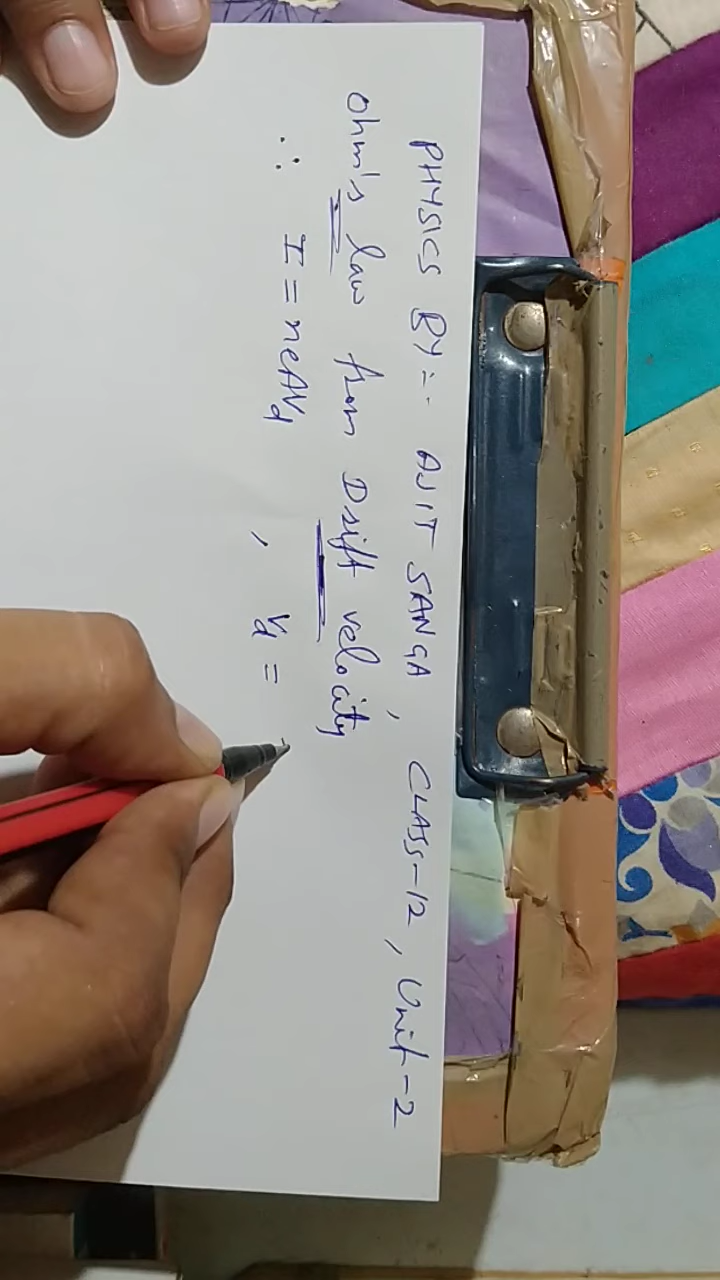 PHYSICS BY:- AJIT SANGA, CLASS-12, Unit-2
Ohm's law from Drift velocity
∴ I = neAVd , Vd =